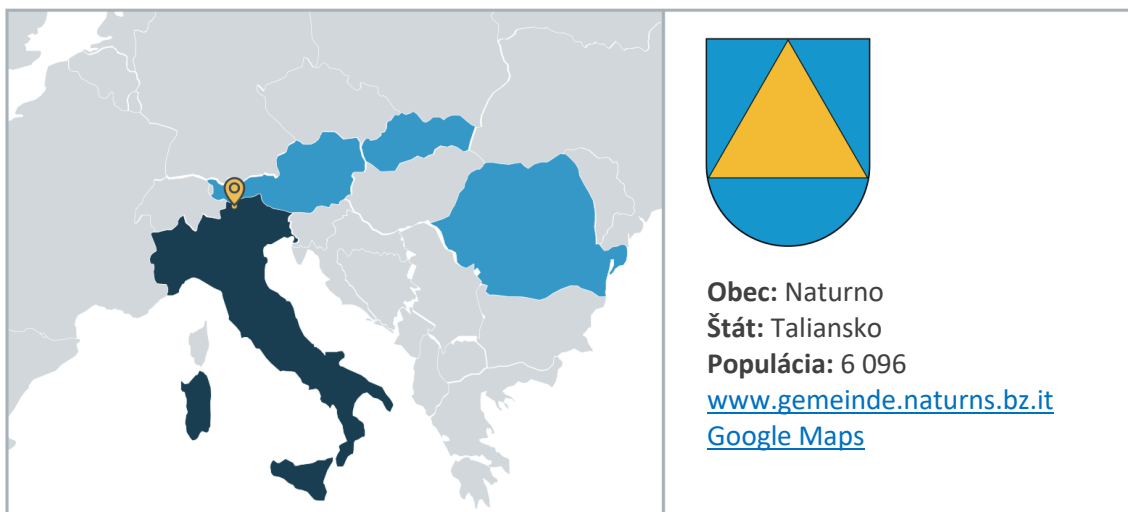 Obec: Naturno
Štát: Taliansko
Populácia: 6 096
www.gemeinde.naturns.bz.it
Google Maps